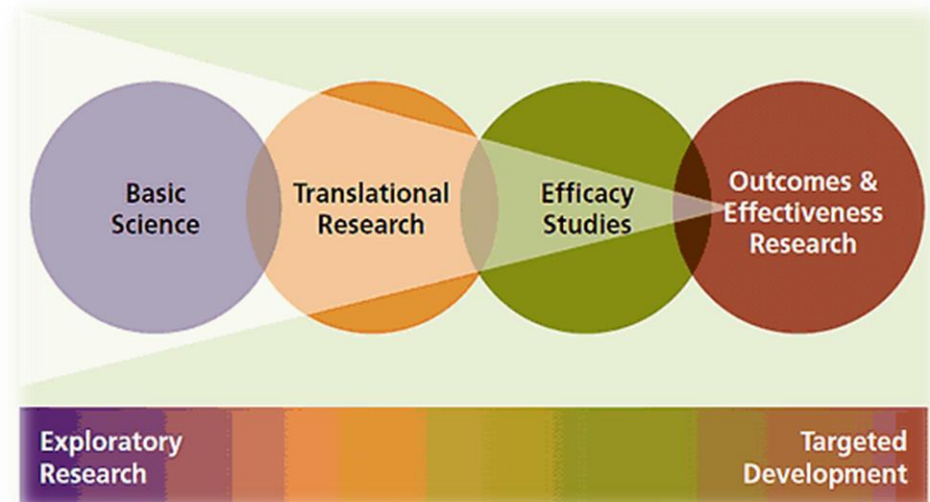 Basic
Science
Translational
Research
Efficacy
Studies
Outcomes &
Effectiveness
Research
Exploratory
Research
Targeted
Development